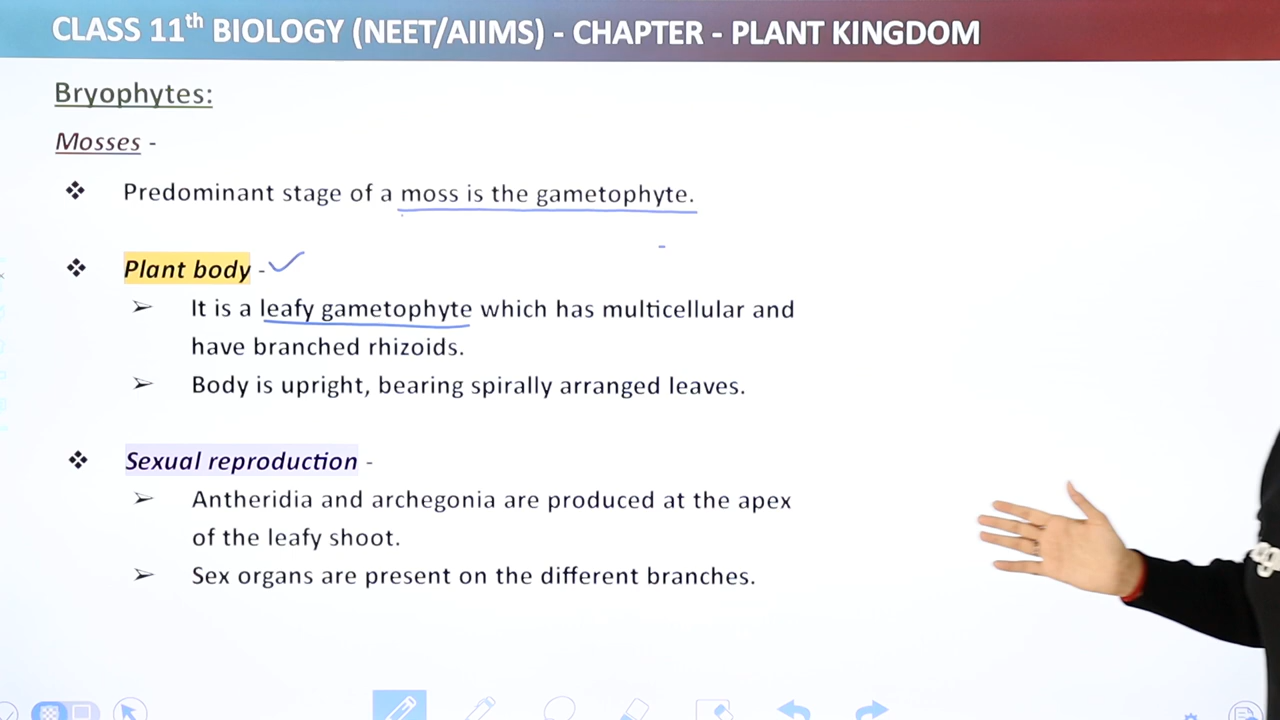 CLASS 11th BIOLOGY (NEET/AIIMS) - CHAPTER - PLANT KINGDOM
Bryophytes:
Mosses -
❖ Predominant stage of a moss is the gametophyte.
❖ Plant body -
➢ It is a leafy gametophyte which has multicellular and
have branched rhizoids.
➢ Body is upright, bearing spirally arranged leaves.
❖ Sexual reproduction -
➢ Antheridia and archegonia are produced at the apex
of the leafy shoot.
➢ Sex organs are present on the different branches.